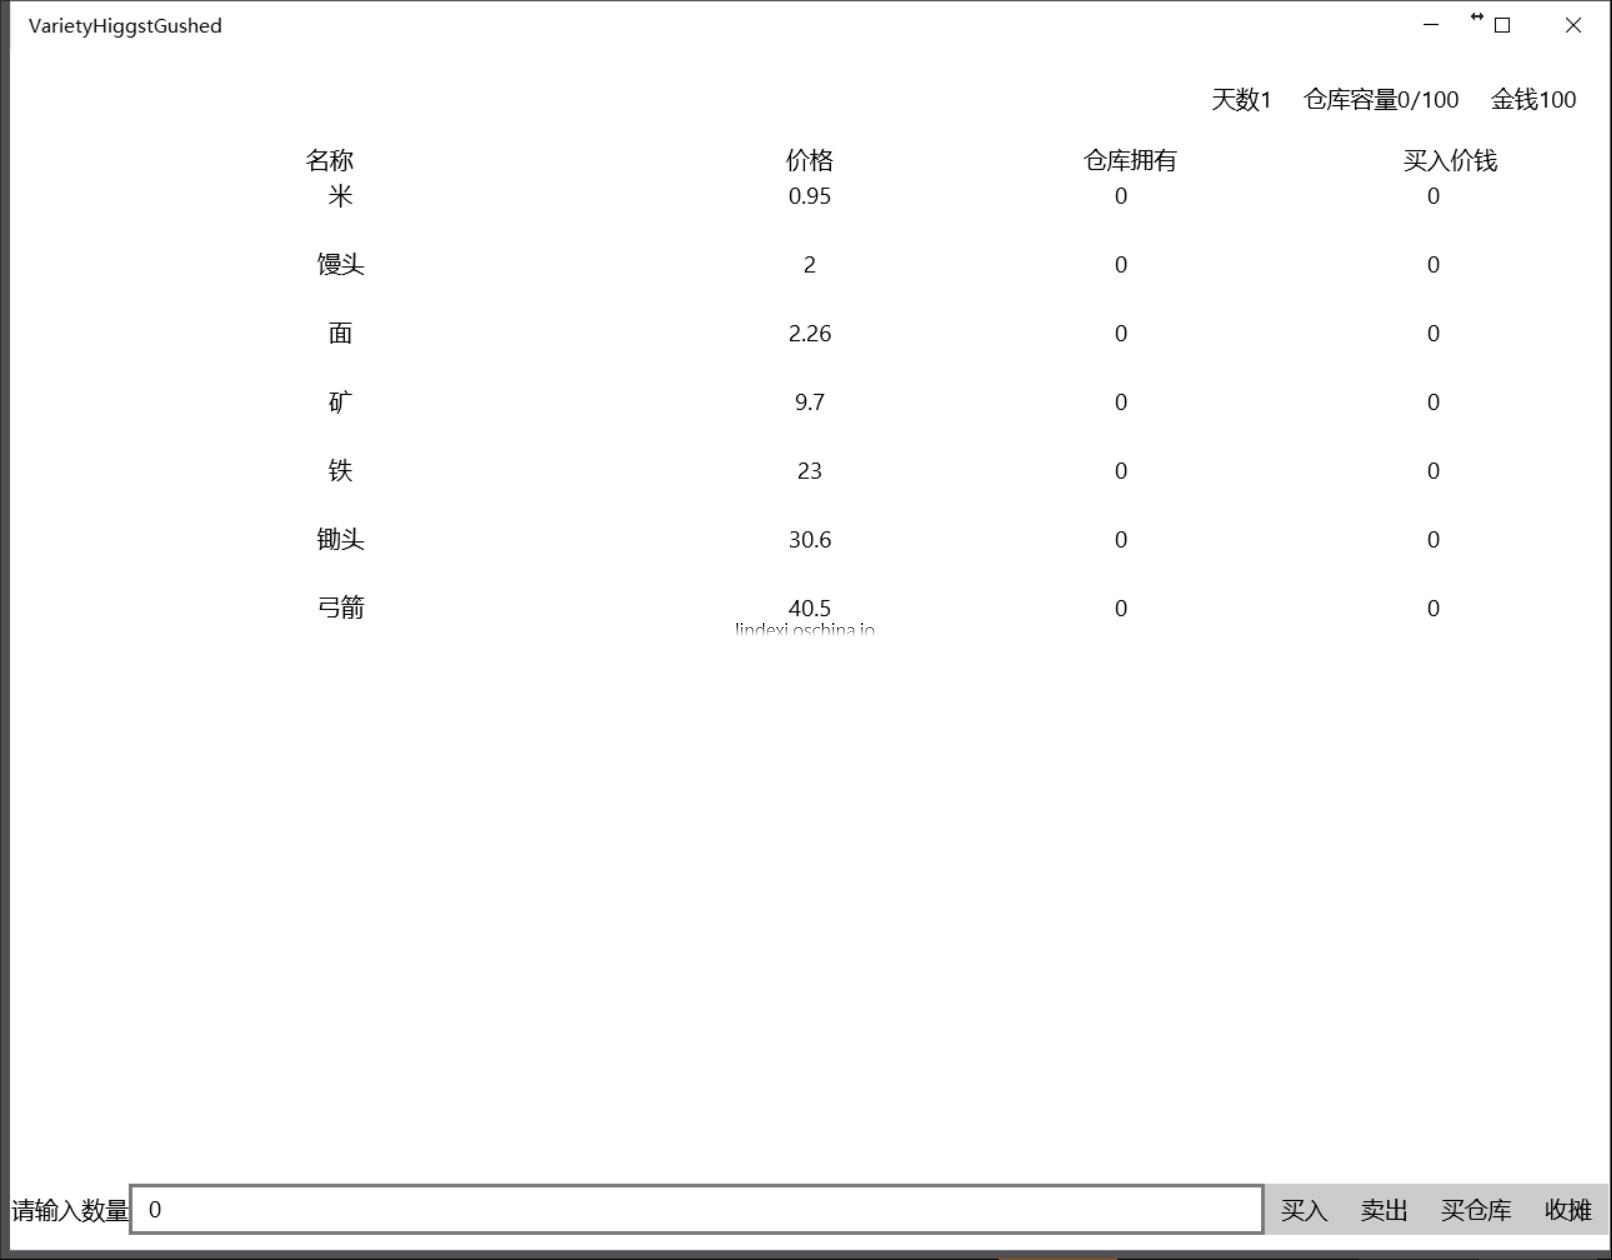 VarietyHiggstGushed
天数1 仓库容量0/100 金钱100
名称 价格 仓库拥有 买入价钱
米 0.95 0 0
馒头 2 0 0
面 2.26 0 0
矿 9.7 0 0
铁 23 0 0
锄头 30.6 0 0
弓箭 40.5 0 0
lindexi.oschina.io
请输入数量 0 买入 卖出 买仓库 收摊